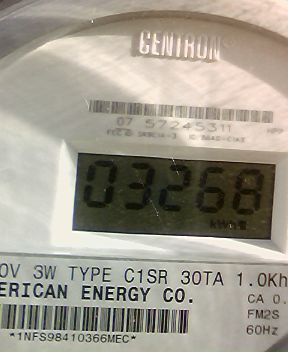 CENTRON
07 57245311
03268
kWh
0V 3W TYPE C1SR 30TA 1.0Kh
ERICAN ENERGY CO.
CA 0.
FM2S
60Hz
*1NFS98410366MEC*